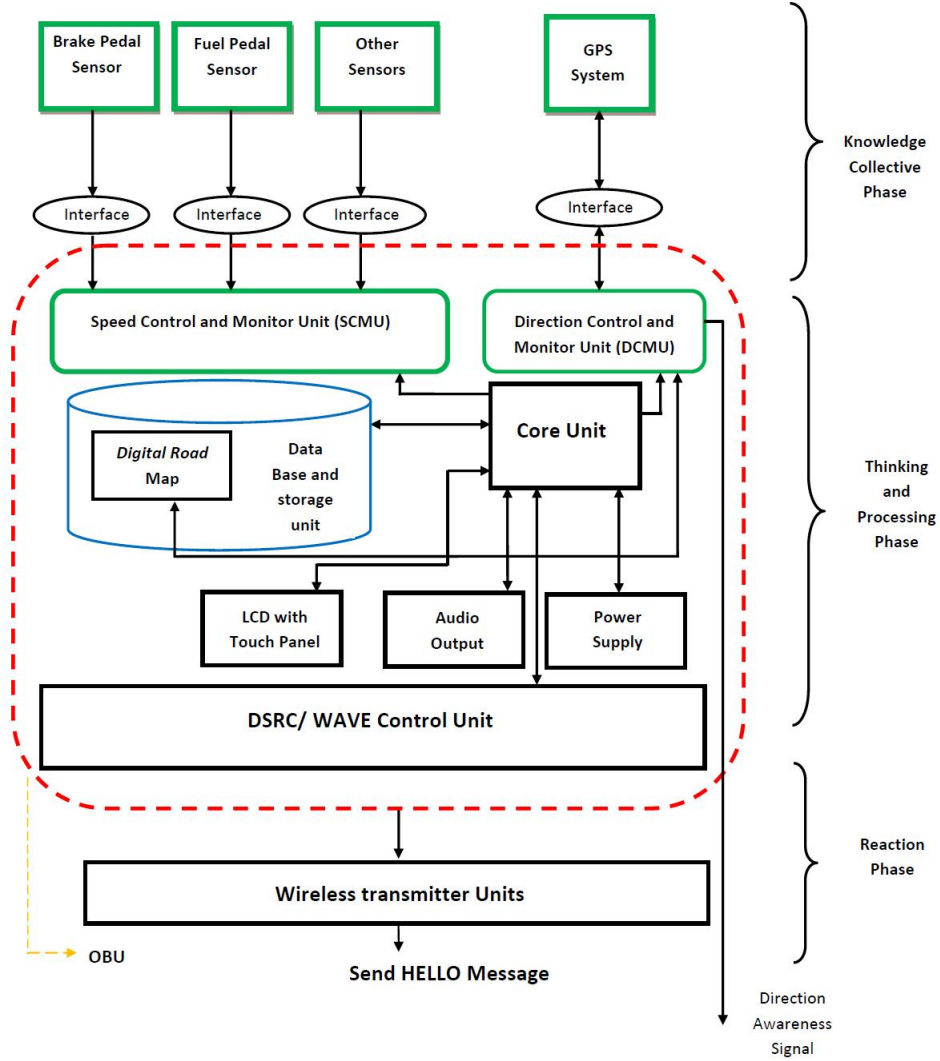 Brake Pedal
Sensor
Fuel Pedal
Sensor
Other
Sensors
GPS
System
Knowledge
Collective
Phase
Interface
Interface
Interface
Interface
Speed Control and Monitor Unit (SCMU)
Direction Control and
Monitor Unit (DCMU)
Core Unit
Digital Road
Map
Data
Base and
storage
unit
Thinking
and
Processing
Phase
LCD with
Touch Panel
Audio
Output
Power
Supply
DSRC/ WAVE Control Unit
Reaction
Phase
Wireless transmitter Units
OBU
Send HELLO Message
Direction
Awareness
Signal